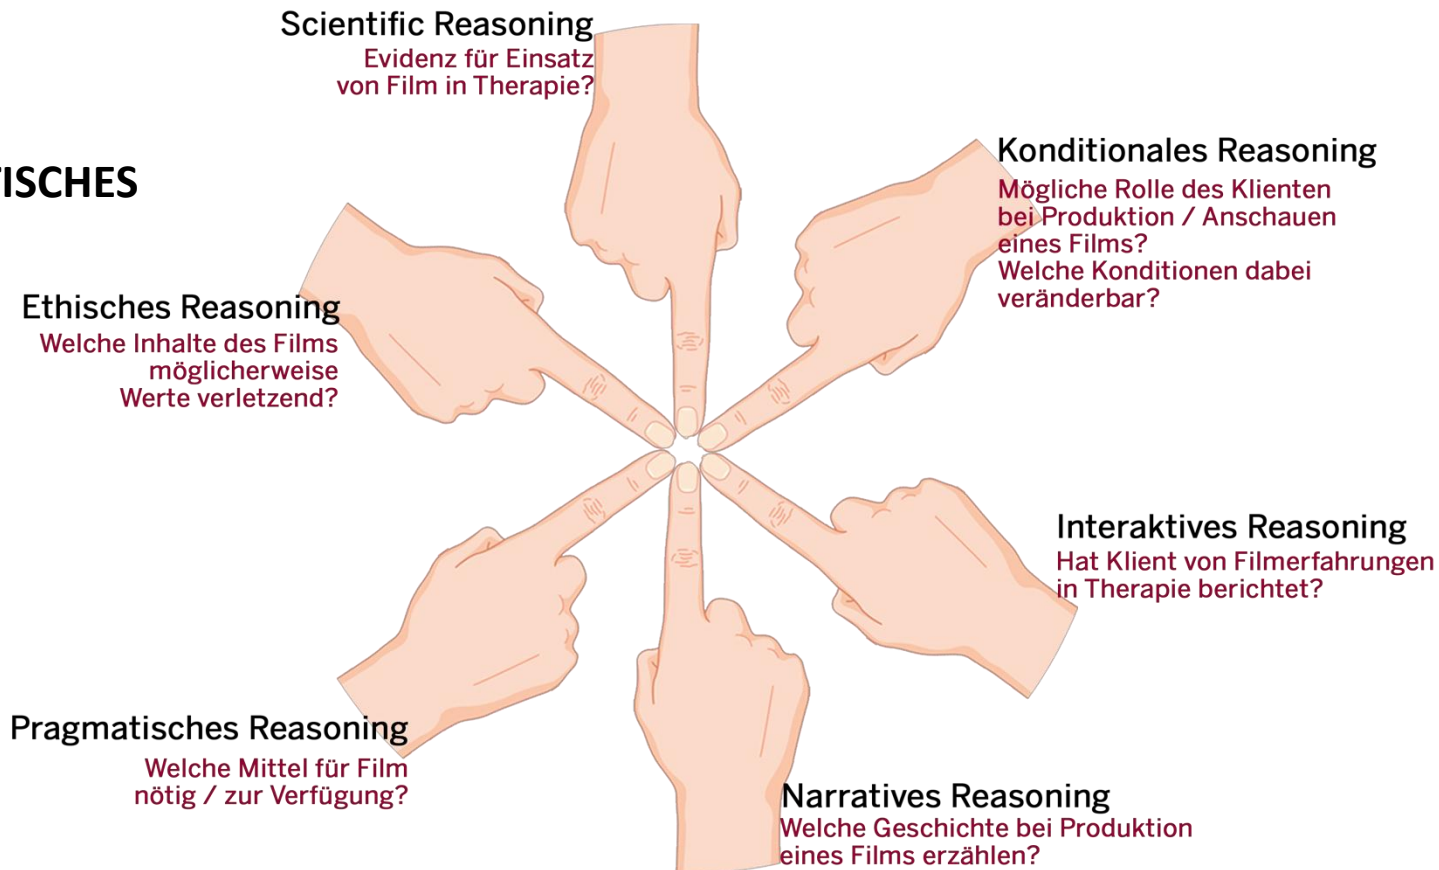 Scientific Reasoning
Evidenz für Einsatz
von Film in Therapie?
TISCHES
Konditionales Reasoning
Mögliche Rolle des Klienten
bei Produktion / Anschauen
eines Films?
Welche Konditionen dabei
veränderbar?
Ethisches Reasoning
Welche Inhalte des Films
möglicherweise
Werte verletzend?
Interaktives Reasoning
Hat Klient von Filmerfahrungen
in Therapie berichtet?
Pragmatisches Reasoning
Welche Mittel für Film
nötig / zur Verfügung?
Narratives Reasoning
Welche Geschichte bei Produktion
eines Films erzählen?